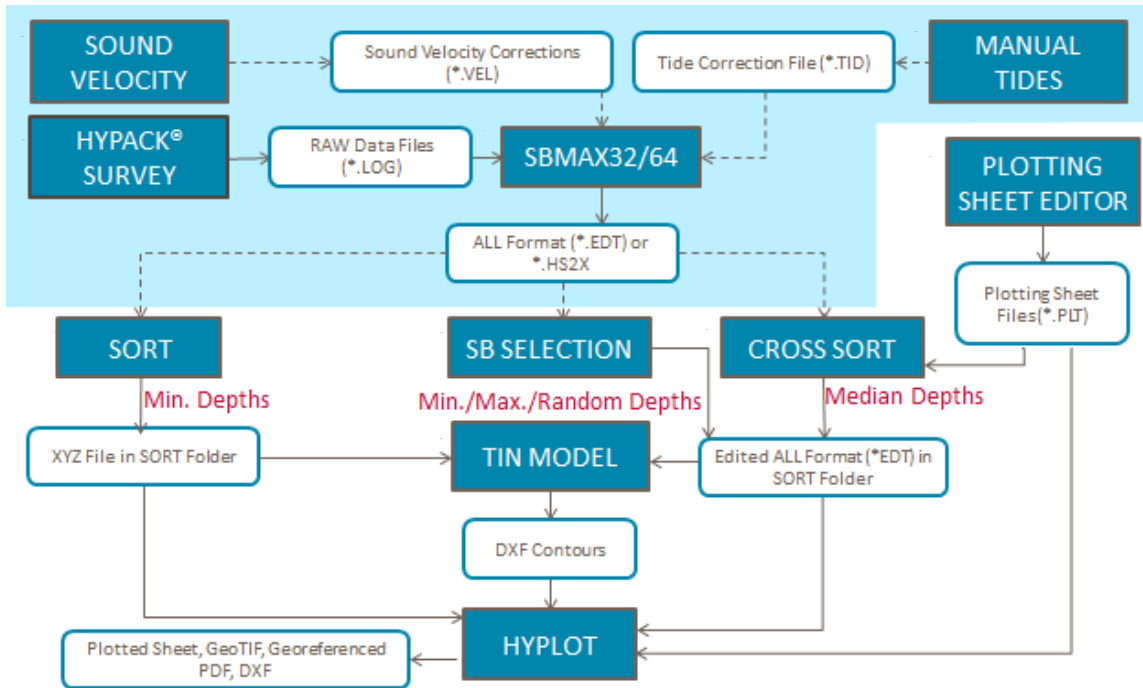 SOUND
VELOCITY
Sound Velocity Corrections
(*.VEL)
Tide Correction File (*.TID)
MANUAL
TIDES
HYPACK®
SURVEY
RAW Data Files
(*.LOG)
SBMAX32/64
PLOTTING
SHEET EDITOR
ALL Format (*.EDT) or
*.HS2X
Plotting Sheet
Files(*.PLT)
SORT
SB SELECTION
CROSS SORT
Min. Depths
Min./Max./Random Depths
Median Depths
XYZ File in SORT Folder
TIN MODEL
Edited ALL Format (*EDT) in
SORT Folder
DXF Contours
HYPLOT
Plotted Sheet, GeoTIF, Georeferenced
PDF, DXF